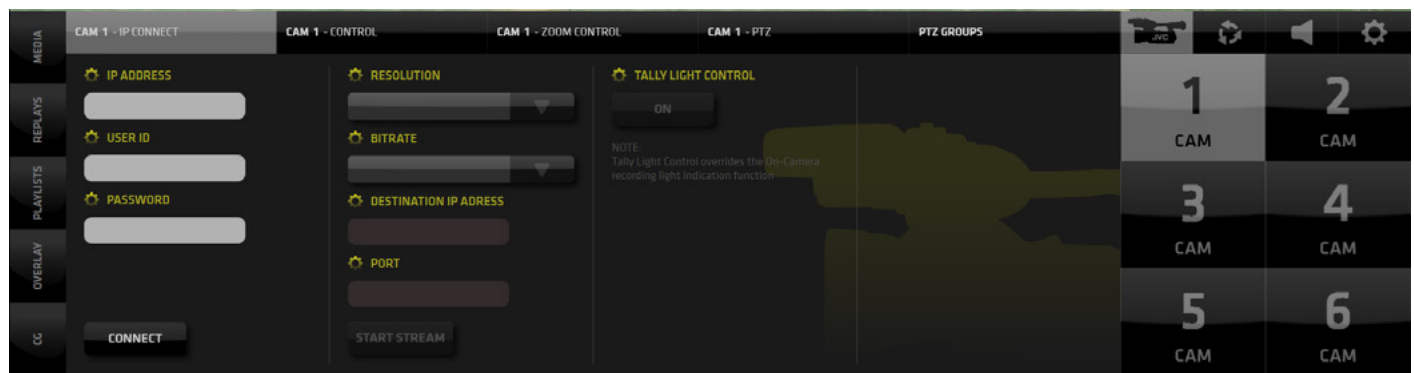 MEDIA
REPLAYS
PLAYLISTS
OVERLAY
CG
CAM 1 - IP CONNECT
CAM 1 - CONTROL
CAM 1 - ZOOM CONTROL
CAM 1 - PTZ
PTZ GROUPS
IP ADDRESS
USER ID
PASSWORD
CONNECT
RESOLUTION
BITRATE
DESTINATION IP ADRESS
PORT
START STREAM
TALLY LIGHT CONTROL
ON
NOTE:
Tally Light Control overrides the On-Camera
recording light indication function
JVC
1
CAM
2
CAM
3
CAM
4
CAM
5
CAM
6
CAM